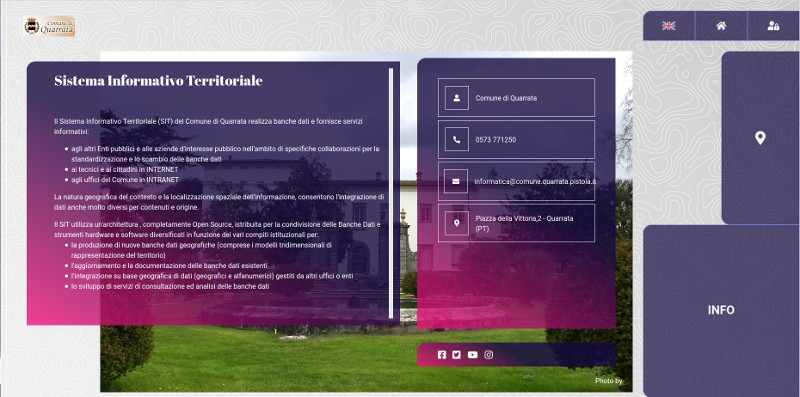 Comune di
Quarrata
Sistema Informativo Territoriale
Il Sistema Informativo Territoriale (SIT) del Comune di Quarrata realizza banche dati e fornisce servizi
informativi:
agli altri Enti pubblici e alle aziende d'interesse pubblico nell'ambito di specifiche collaborazioni per la
standardizzazione e lo scambio delle banche dati
ai tecnici e ai cittadini in INTERNET
agli uffici del Comune in INTRANET
La natura geografica del contesto e la localizzazione spaziale dell'informazione, consentono l'integrazione di
dati anche molto diversi per contenuti e origine.
Il SIT utilizza un'architettura , completamente Open Source, istribuita per la condivisione delle Banche Dati e
strumenti hardware e software diversificati in funzione dei vari compiti istituzionali per:
la produzione di nuove banche dati geografiche (comprese i modelli tridimensionali di
rappresentazione del territorio)
l'aggiornamento e la documentazione delle banche dati esistenti
l'integrazione su base geografica di dati (geografici e alfanumerici) gestiti da altri uffici o enti
lo sviluppo di servizi di consultazione ed analisi delle banche dati
Comune di Quarrata
0573 771250
informatica@comune.quarrata.pistoia.it
Piazza della Vittoria,2 - Quarrata
(PT)
INFO
Photo by